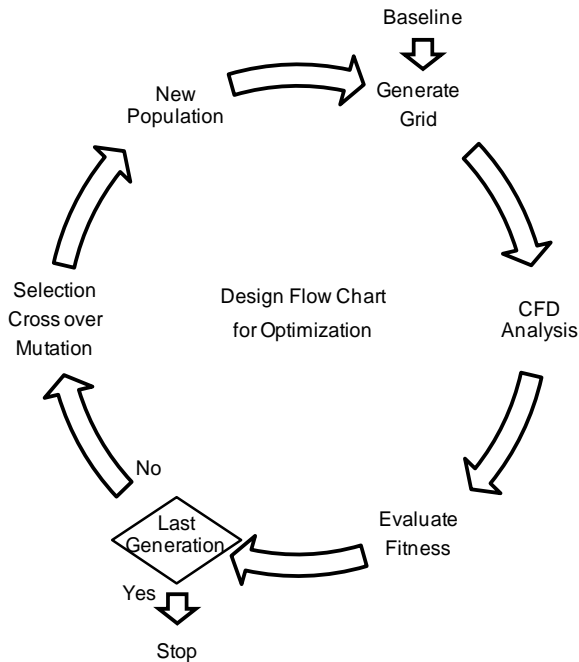 Baseline
Generate
Grid
CFD
Analysis
Evaluate
Fitness
Last
Generation
Yes
Stop
No
Selection
Cross over
Mutation
New
Population
Design Flow Chart
for Optimization